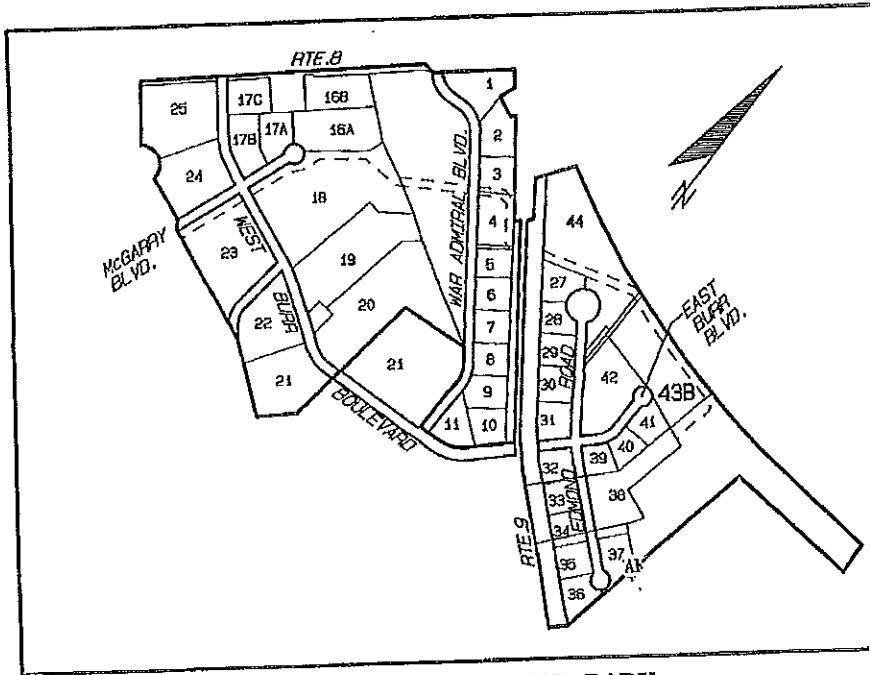 RTE.8
25
17C
16B
1
17B
17A
16A
2
24
3
18
4
McGARRY
BLVD.
WEST
BURR
BOULEVARD
23
19
WAR ADMIRAL BLVD.
N
44
5
27
6
20
28
EAST
BURR
BLVD.
22
7
29
ROAD
21
21
8
30
42
43B
9
31
11
10
41
40
39
32
EDMOND
33
38
34
RTE.9
35
37
36